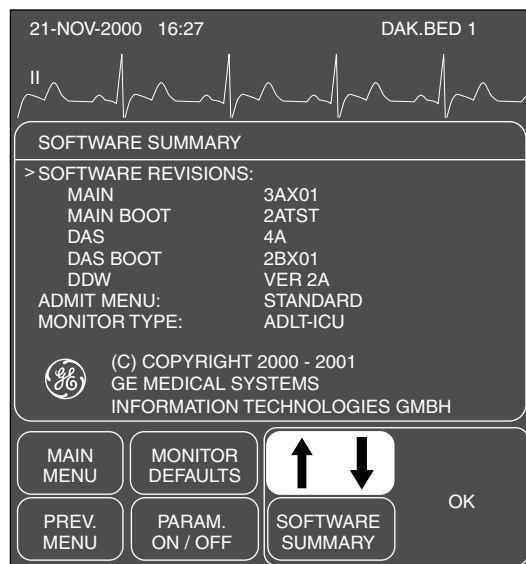 21-NOV-2000 16:27 DAK.BED 1
II
SOFTWARE SUMMARY
> SOFTWARE REVISIONS:
MAIN 3AX01
MAIN BOOT 2ATST
DAS 4A
DAS BOOT 2BX01
DDW VER 2A
ADMIT MENU: STANDARD
MONITOR TYPE: ADLT-ICU
GE
(C) COPYRIGHT 2000 - 2001
GE MEDICAL SYSTEMS
INFORMATION TECHNOLOGIES GMBH
MAIN
MENU
MONITOR
DEFAULTS
PREV.
MENU
PARAM.
ON / OFF
SOFTWARE
SUMMARY
OK